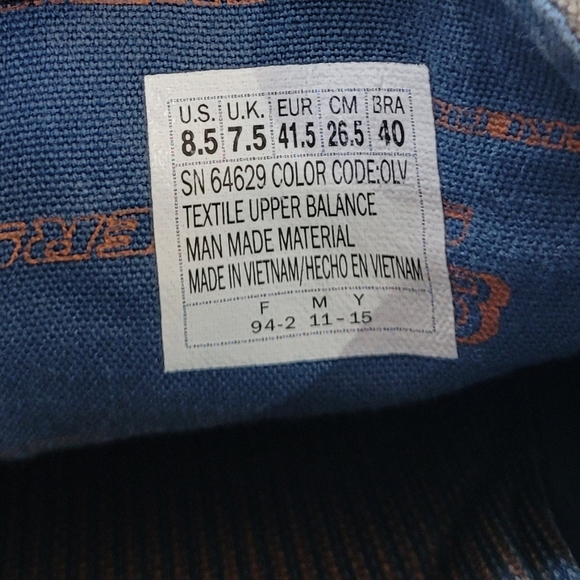 U.S. U.K. EUR CM BRA
8.5 7.5 41.5 26.5 40
SN 64629 COLOR CODE:OLV
TEXTILE UPPER BALANCE
MAN MADE MATERIAL
MADE IN VIETNAM/HECHO EN VIETNAM
F M Y
94-2 11-15